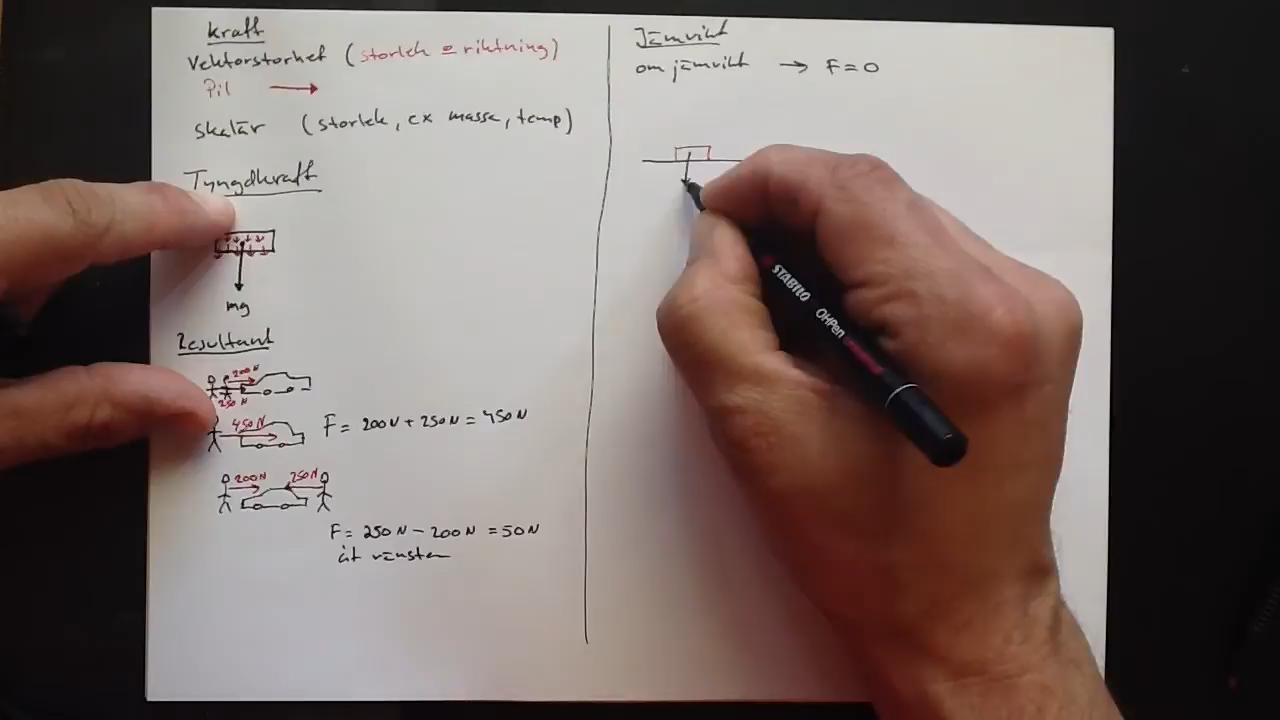 kraft
Vektorstorhet (storlek o riktning)
Pil
skalär (storlek, ex massa, temp)
Tyngdkraft
mg
Resultant
200N
250N
450N
F = 200N + 250N = 450N
200N 250N
F = 250N - 200N = 50N
åt vänster
Jämvikt
om jämvikt → F = 0
STABILO OHPen